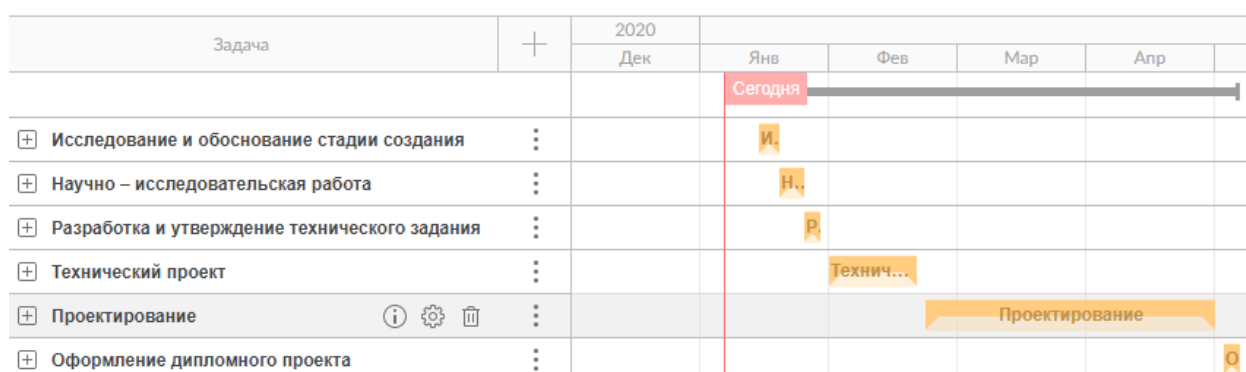 Задача
2020
Дек Янв Фев Мар Апр
Сегодня
Исследование и обоснование стадии создания И.
Научно – исследовательская работа Н..
Разработка и утверждение технического задания Р.
Технический проект Технич...
Проектирование Проектирование
Оформление дипломного проекта О